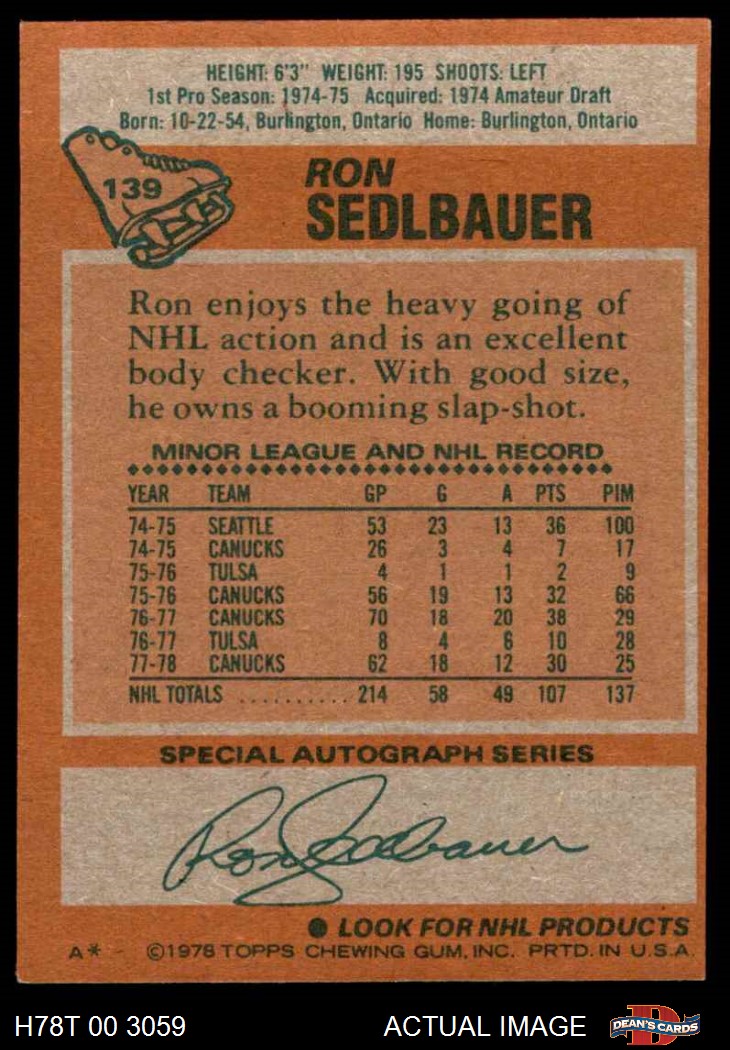 HEIGHT: 6'3" WEIGHT: 195 SHOOTS: LEFT
1st Pro Season: 1974-75 Acquired: 1974 Amateur Draft
Born: 10-22-54, Burlington, Ontario Home: Burlington, Ontario
139
RON
SEDLBAUER
Ron enjoys the heavy going of
NHL action and is an excellent
body checker. With good size,
he owns a booming slap-shot.
MINOR LEAGUE AND NHL RECORD
YEAR TEAM GP G A PTS PIM
74-75 SEATTLE 53 23 13 36 100
74-75 CANUCKS 26 3 4 7 17
75-76 TULSA 4 1 1 2 9
75-76 CANUCKS 56 19 13 32 66
76-77 CANUCKS 70 18 20 38 29
76-77 TULSA 8 4 6 10 28
77-78 CANUCKS 62 18 12 30 25
NHL TOTALS .......... 214 58 49 107 137
SPECIAL AUTOGRAPH SERIES
Ron Sedlbauer
● LOOK FOR NHL PRODUCTS
A* - ©1978 TOPPS CHEWING GUM, INC. PRTD. IN U.S.A.
H78T 00 3059 ACTUAL IMAGE DEAN'S CARDS